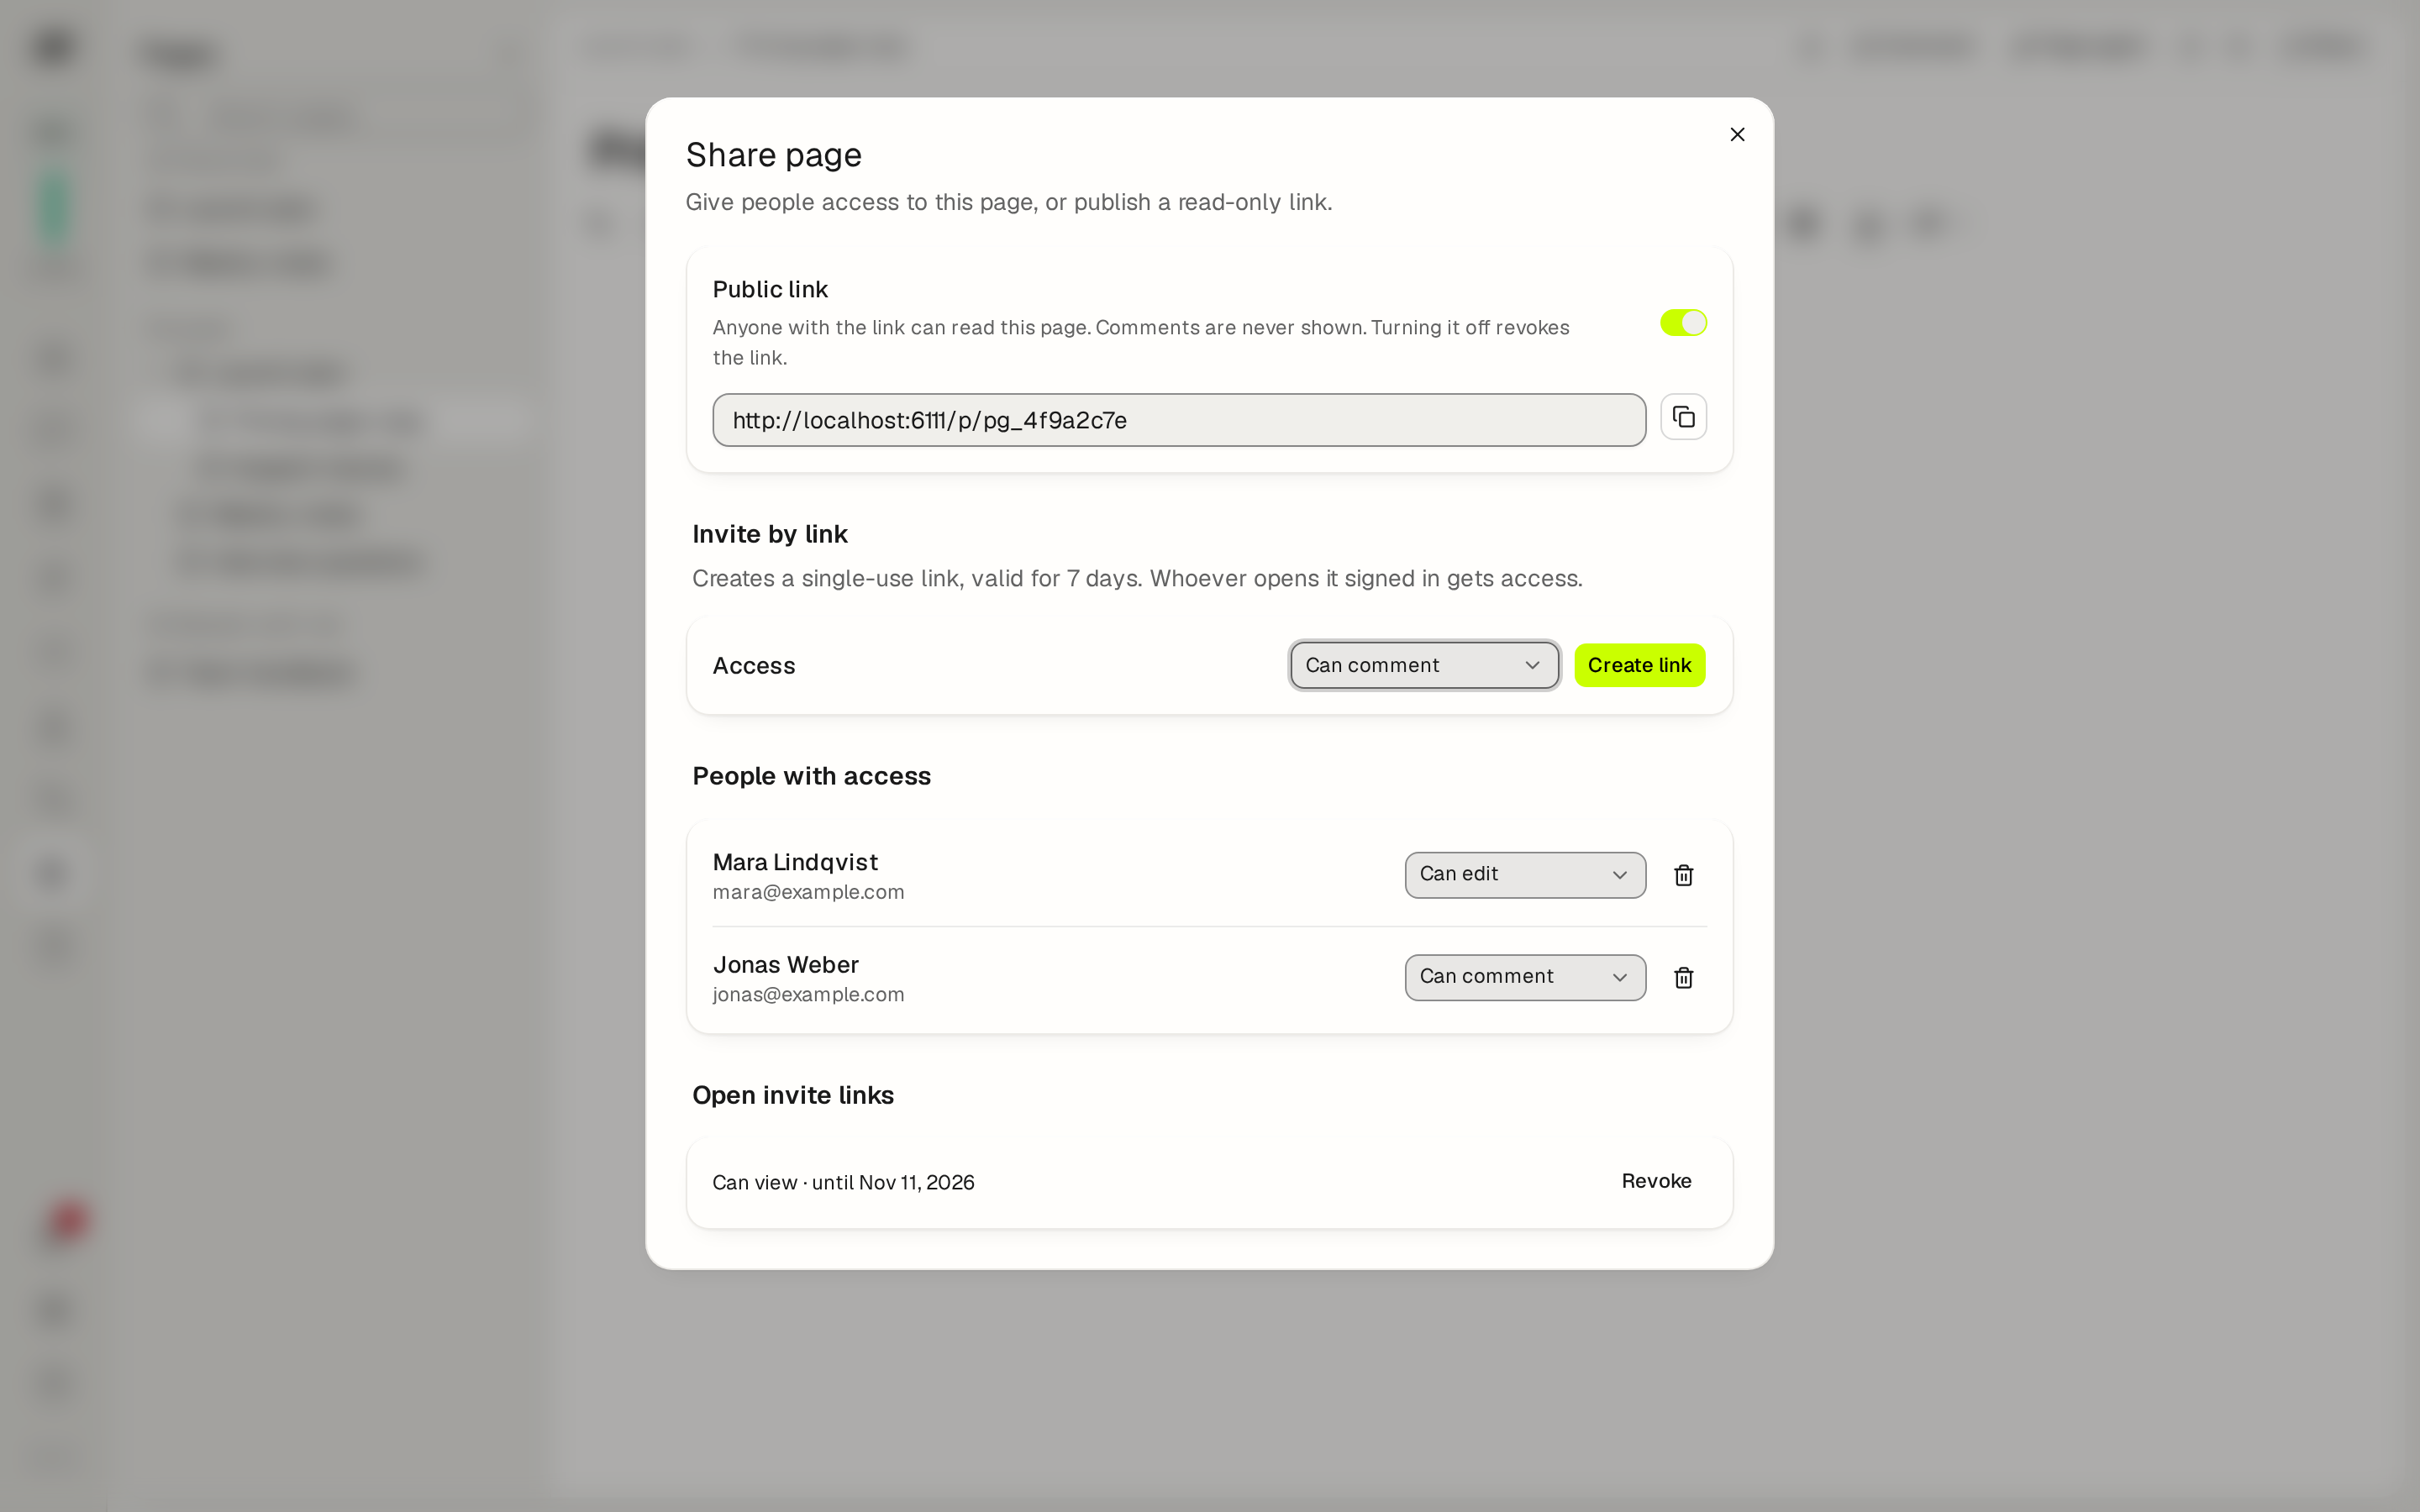 Share page
Give people access to this page, or publish a read-only link.
Public link
Anyone with the link can read this page. Comments are never shown. Turning it off revokes
the link.
http://localhost:6111/p/pg_4f9a2c7e
Invite by link
Creates a single-use link, valid for 7 days. Whoever opens it signed in gets access.
Access
Can comment
Create link
People with access
Mara Lindqvist
mara@example.com
Can edit
Jonas Weber
jonas@example.com
Can comment
Open invite links
Can view · until Nov 11, 2026
Revoke